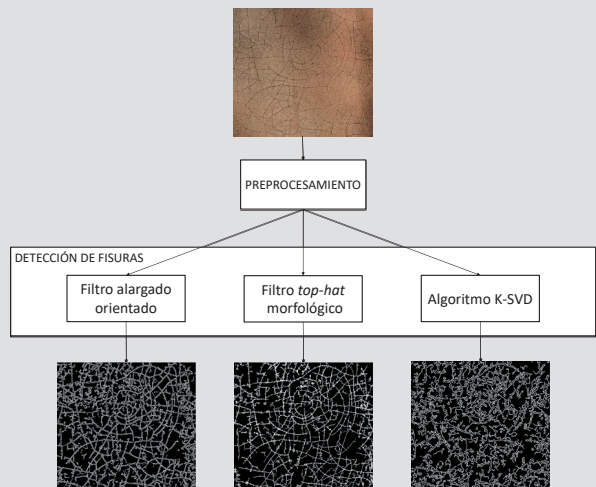 PREPROCESAMIENTO
DETECCIÓN DE FISURAS
Filtro alargado
orientado
Filtro top-hat
morfológico
Algoritmo K-SVD